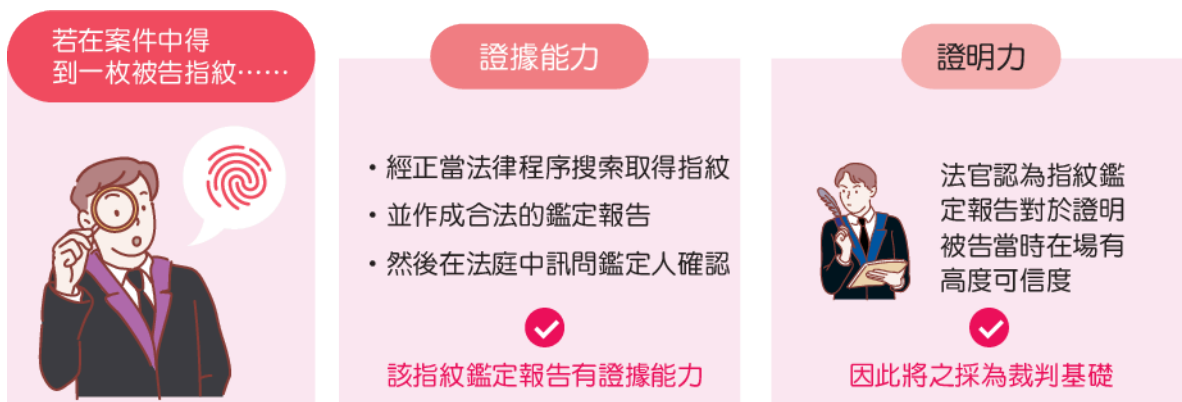 若在案件中得
到一枚被告指紋……
證據能力
・經正當法律程序搜索取得指紋
・並作成合法的鑑定報告
・然後在法庭中訊問鑑定人確認
該指紋鑑定報告有證據能力
證明力
法官認為指紋鑑
定報告對於證明
被告當時在場有
高度可信度
因此將之採為裁判基礎